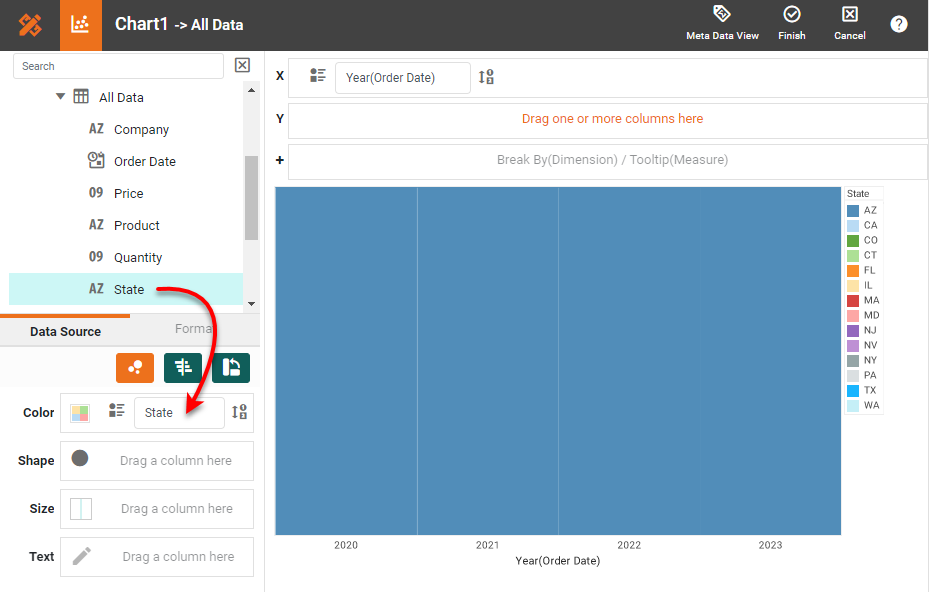 Chart1 -> All Data
Meta Data View
Finish
Cancel
?
Search
All Data
AZ Company
Order Date
09 Price
AZ Product
09 Quantity
AZ State
Data Source
Forma
Color
State
Shape
Drag a column here
Size
Drag a column here
Text
Drag a column here
X
Year(Order Date)
Y
Drag one or more columns here
+
Break By(Dimension) / Tooltip(Measure)
State
AZ
CA
CO
CT
FL
IL
MA
MD
NJ
NV
NY
PA
TX
WA
2020 2021 2022 2023
Year(Order Date)